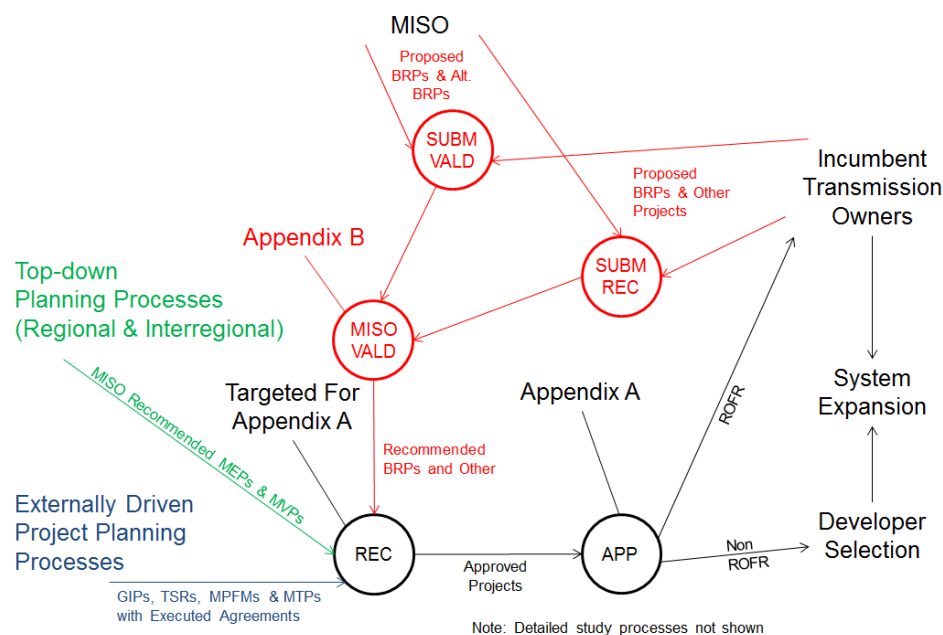 MISO
Proposed
BRPs & Alt.
BRPs
SUBM
VALD
Incumbent
Transmission
Owners
Proposed
BRPs & Other
Projects
Appendix B
SUBM
REC
Top-down
Planning Processes
(Regional & Interregional)
MISO
VALD
MISO Recommended MEPs & MVPs
Targeted For
Appendix A
Appendix A
ROFR
System
Expansion
Recommended
BRPs and Other
Externally Driven
Project Planning
Processes
REC
Approved
Projects
APP
Non
ROFR
Developer
Selection
GIPs, TSRs, MPFMs & MTPs
with Executed Agreements
Note: Detailed study processes not shown